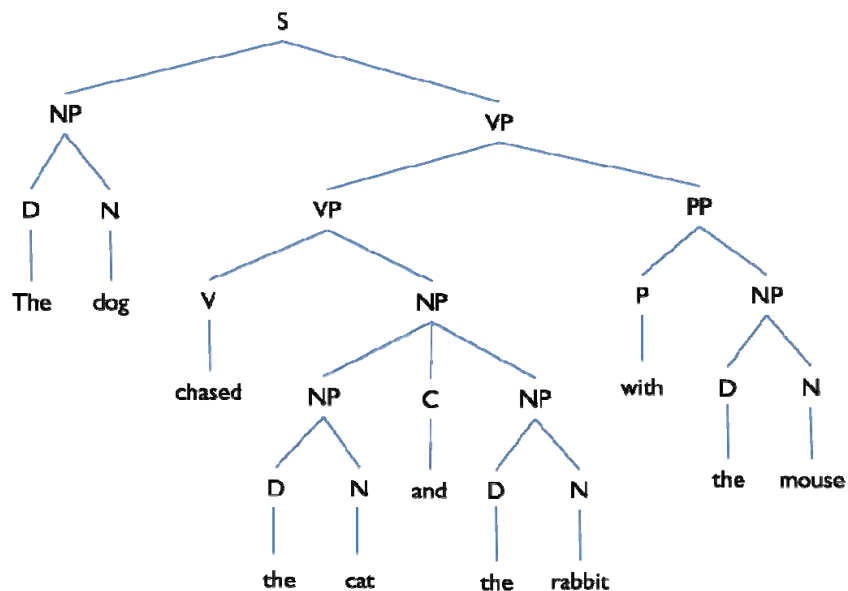 S
NP VP
D N VP PP
The dog V NP P NP
chased NP C NP with D N
D N and D N the mouse
the cat the rabbit